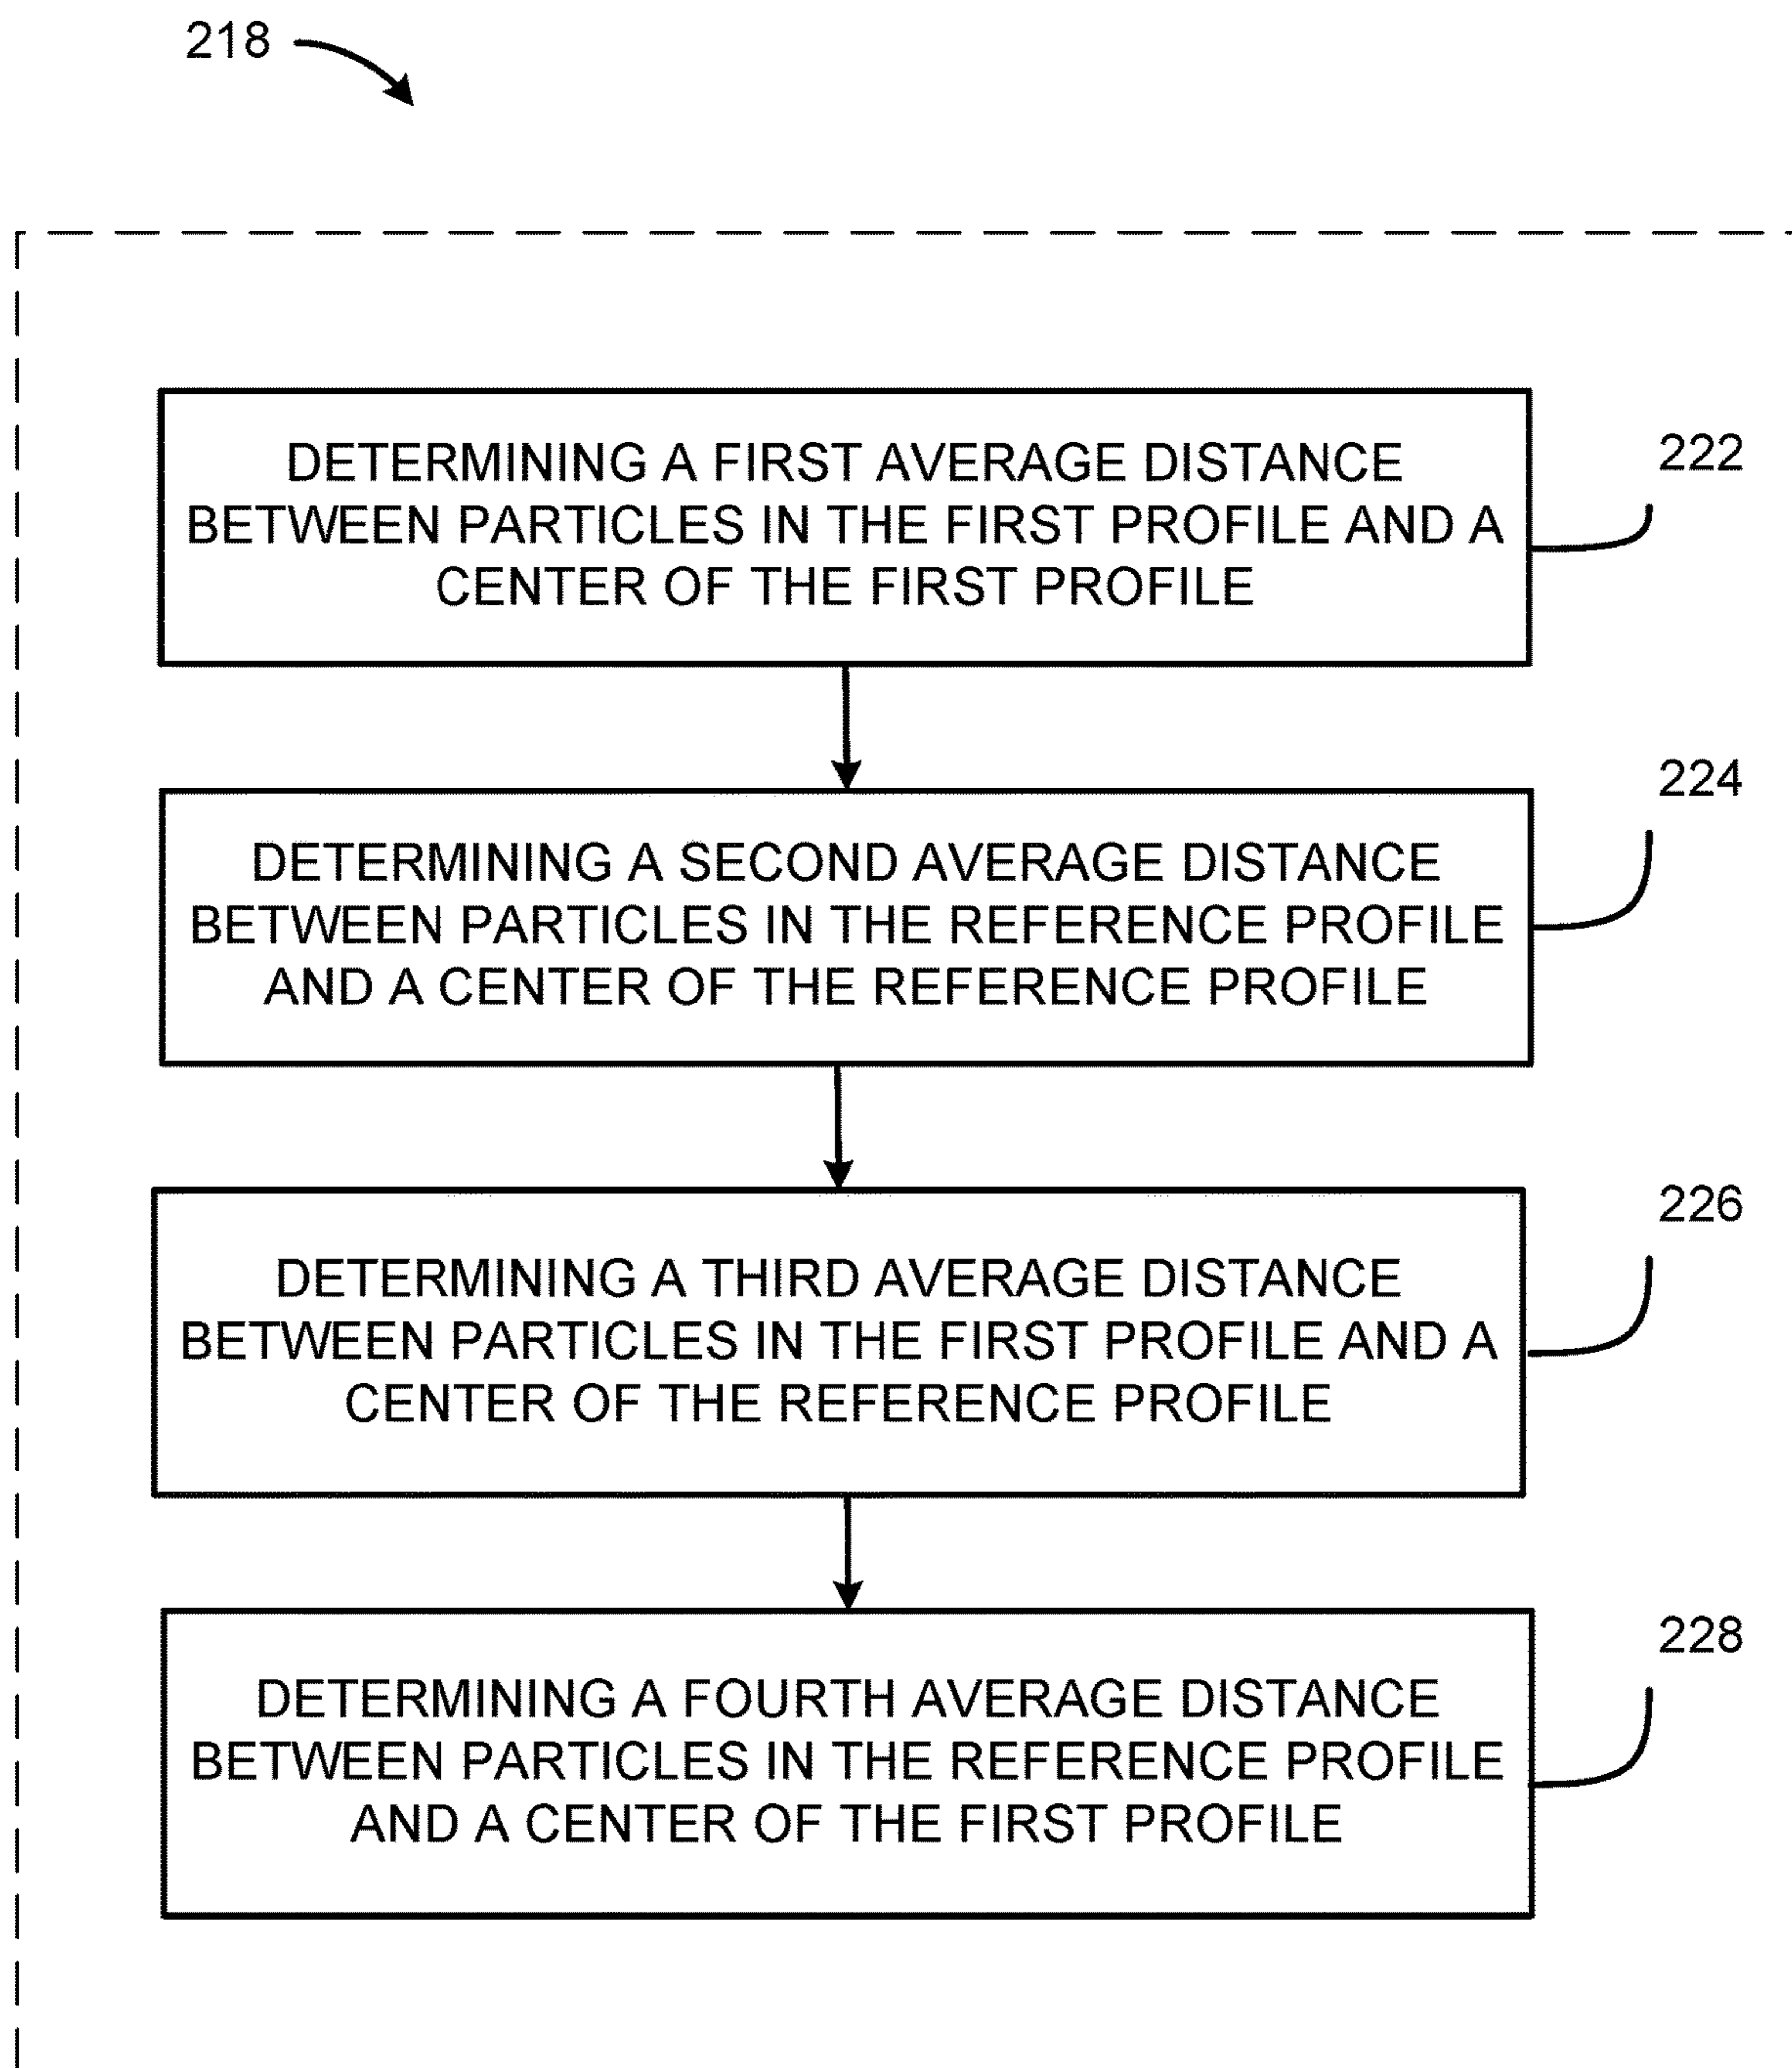 218
DETERMINING A FIRST AVERAGE DISTANCE
BETWEEN PARTICLES IN THE FIRST PROFILE AND A
CENTER OF THE FIRST PROFILE
222
DETERMINING A SECOND AVERAGE DISTANCE
BETWEEN PARTICLES IN THE REFERENCE PROFILE
AND A CENTER OF THE REFERENCE PROFILE
224
DETERMINING A THIRD AVERAGE DISTANCE
BETWEEN PARTICLES IN THE FIRST PROFILE AND A
CENTER OF THE REFERENCE PROFILE
226
DETERMINING A FOURTH AVERAGE DISTANCE
BETWEEN PARTICLES IN THE REFERENCE PROFILE
AND A CENTER OF THE FIRST PROFILE
228